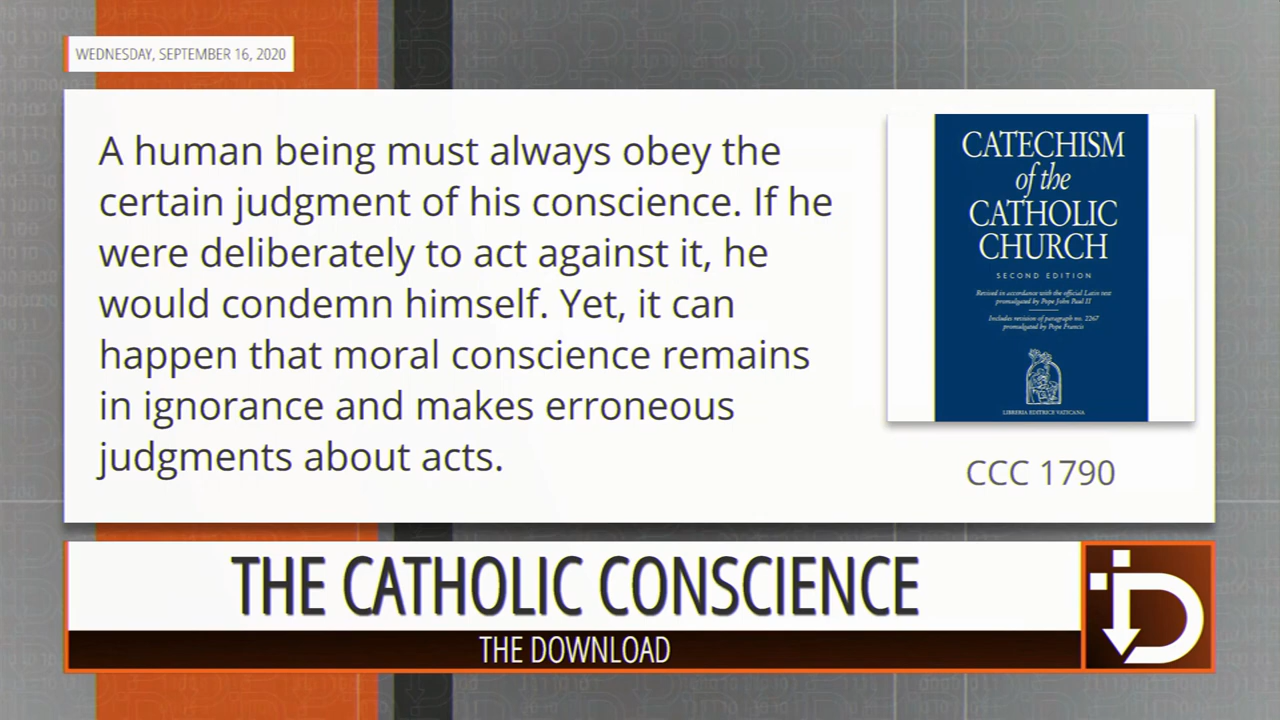 WEDNESDAY, SEPTEMBER 16, 2020
A human being must always obey the
certain judgment of his conscience. If he
were deliberately to act against it, he
would condemn himself. Yet, it can
happen that moral conscience remains
in ignorance and makes erroneous
judgments about acts.
CATECHISM
of the
CATHOLIC
CHURCH
SECOND EDITION
Revised in accordance with the official Latin text
promulgated by Pope John Paul II
Includes revision of paragraph no. 2267
promulgated by Pope Francis
LIBRERIA EDITRICE VATICANA
CCC 1790
THE CATHOLIC CONSCIENCE
THE DOWNLOAD
D